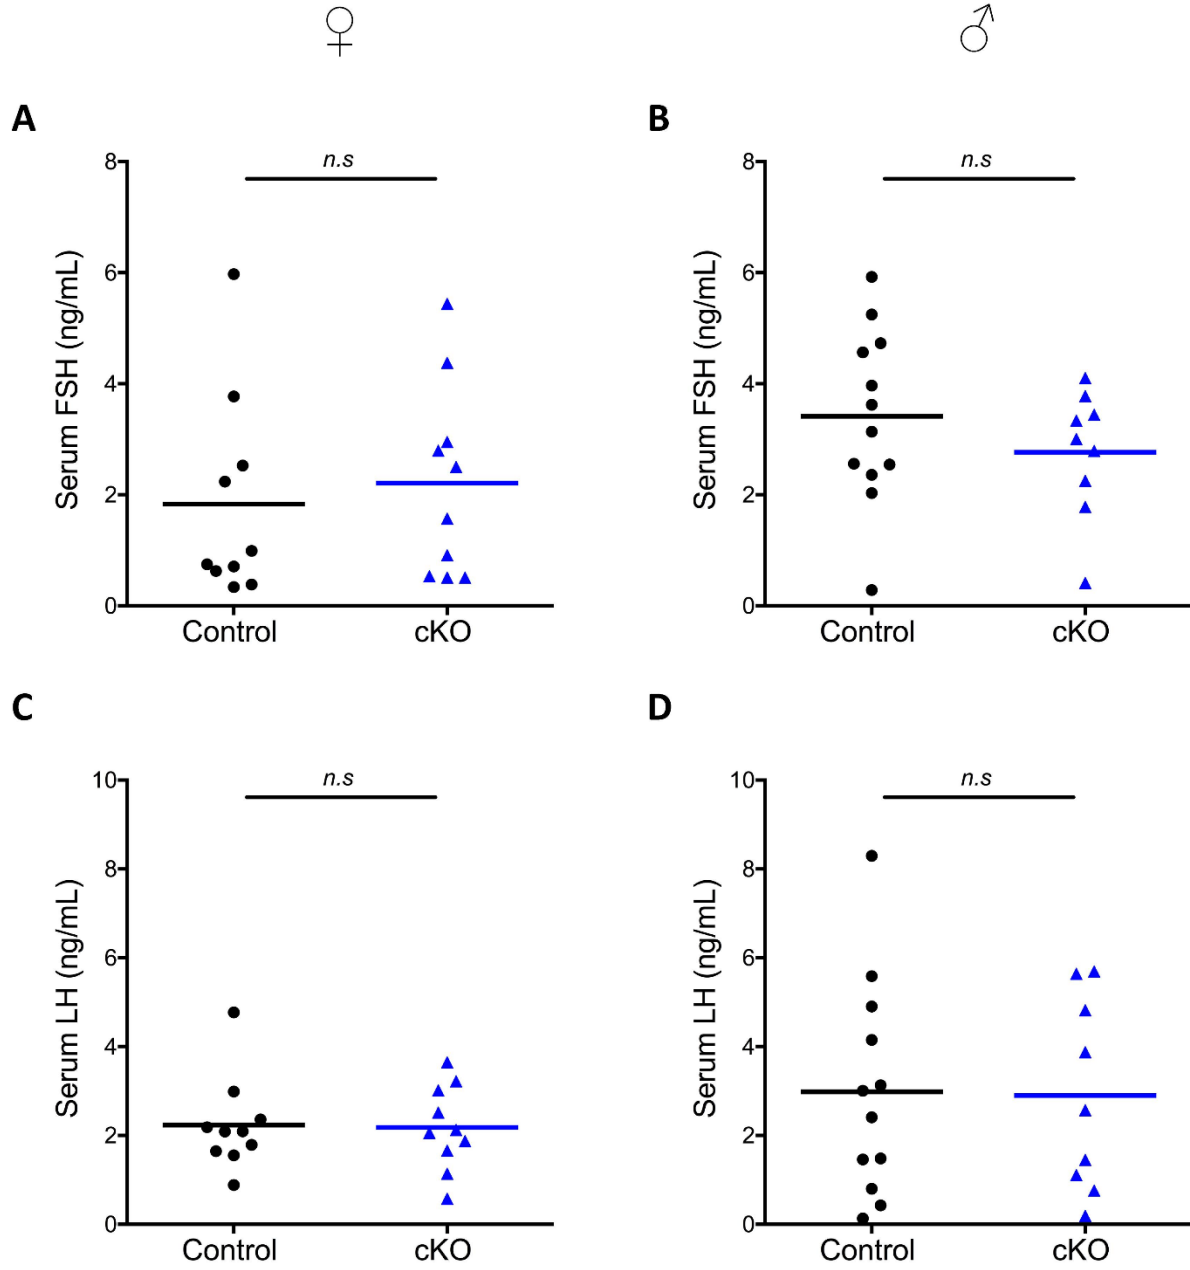 ♀ ♂
A
n.s
8
6
4
2
0
Serum FSH (ng/mL)
Control cKO
B
n.s
8
6
4
2
0
Serum FSH (ng/mL)
Control cKO
C
n.s
10
8
6
4
2
0
Serum LH (ng/mL)
Control cKO
D
n.s
10
8
6
4
2
0
Serum LH (ng/mL)
Control cKO